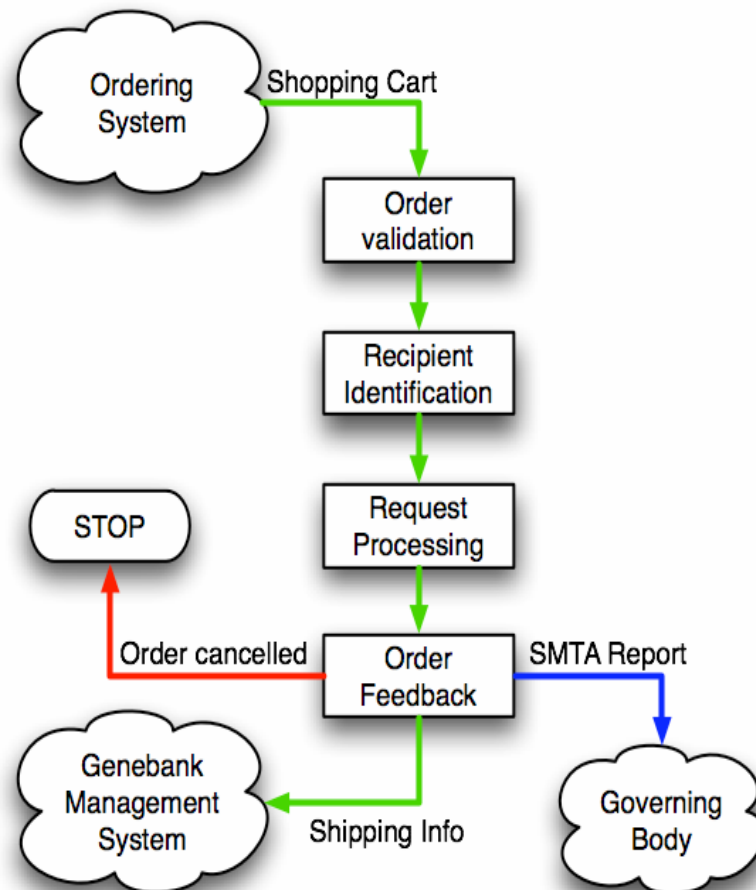 Ordering
System
Shopping Cart
Order
validation
Recipient
Identification
Request
Processing
STOP
Order cancelled
Order
Feedback
SMTA Report
Genebank
Management
System
Shipping Info
Governing
Body